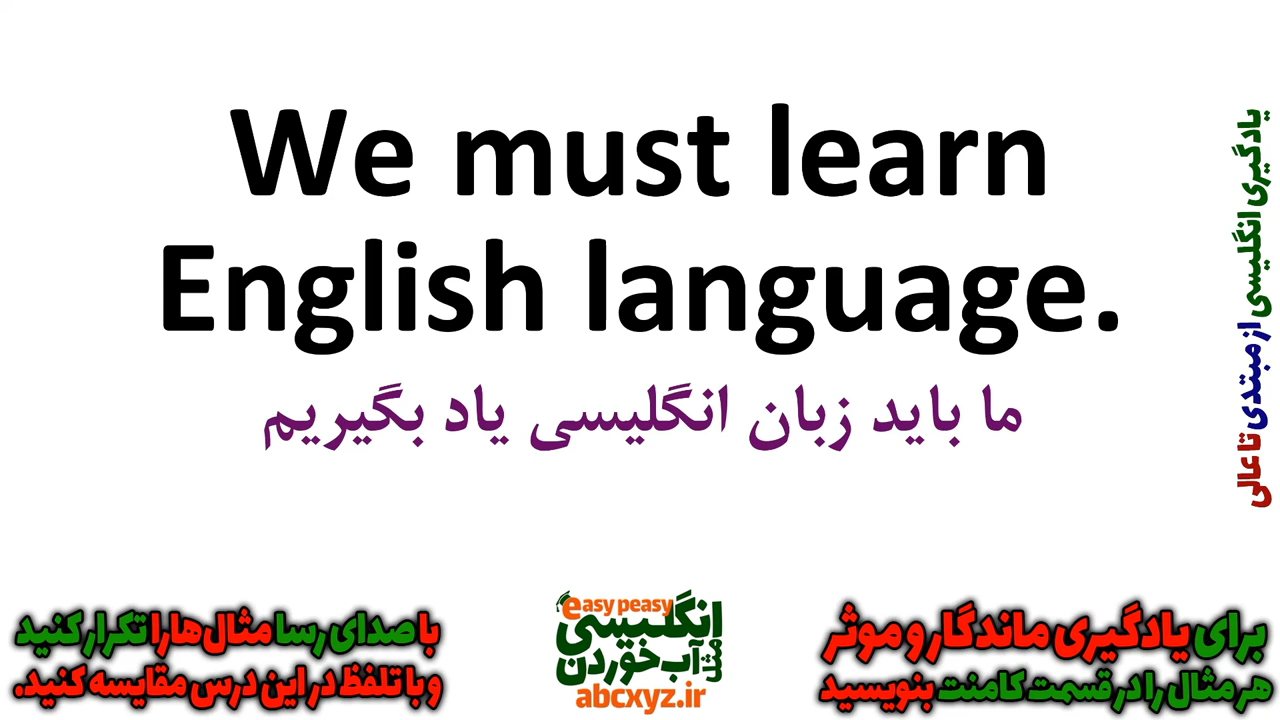 We must learn
English language.
ما باید زبان انگلیسی یاد بگیریم
یادگیری انگلیسی از مبتدی تا عالی
برای یادگیری ماندگار و موثر
هر مثال را در قسمت کامنت بنویسید
easy peasy
انگلیسی
مثل آب خوردن
abcxyz.ir
با صدای رسا مثال‌ها را تکرار کنید
و با تلفظ در این درس مقایسه کنید.